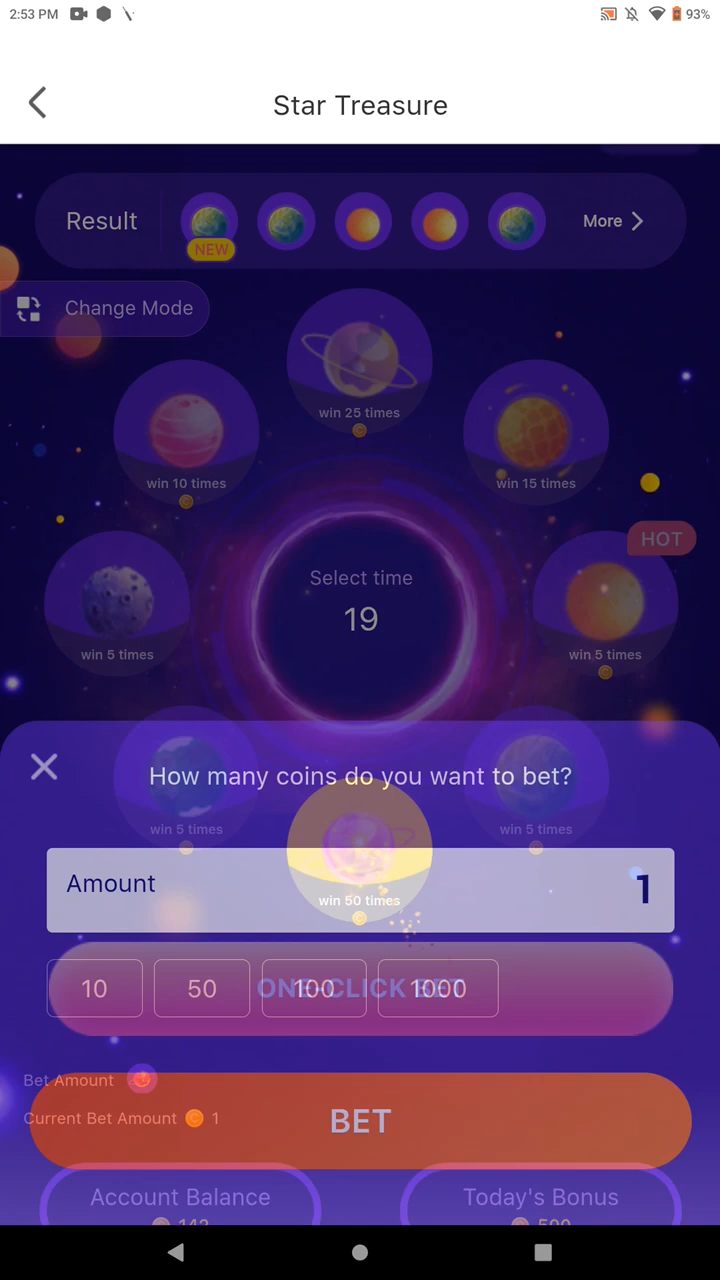 2:53 PM
93%
Star Treasure
Result
NEW
More
Change Mode
win 25 times
win 10 times
win 15 times
HOT
Select time
19
win 5 times
win 5 times
How many coins do you want to bet?
win 5 times
win 5 times
Amount
1
win 50 times
ONE-CLICK BET
10
50
100
1000
Bet Amount
Current Bet Amount 1
BET
Account Balance
Today's Bonus
142
500